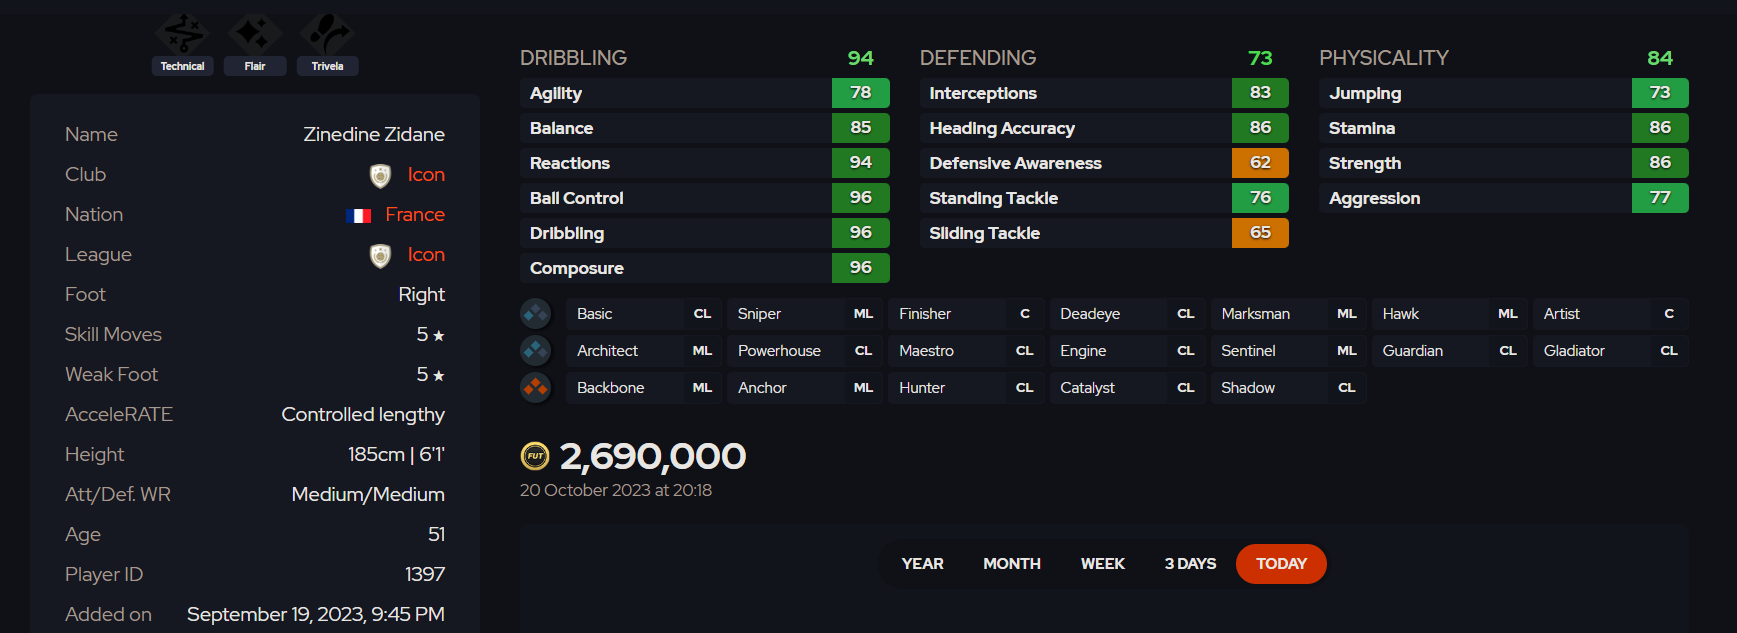 Technical Flair Trivela
Name Zinedine Zidane
Club Icon
Nation France
League Icon
Foot Right
Skill Moves 5 ★
Weak Foot 5 ★
AcceleRATE Controlled lengthy
Height 185cm | 6'1'
Att/Def. WR Medium/Medium
Age 51
Player ID 1397
Added on September 19, 2023, 9:45 PM
DRIBBLING 94
Agility 78
Balance 85
Reactions 94
Ball Control 96
Dribbling 96
Composure 96
DEFENDING 73
Interceptions 83
Heading Accuracy 86
Defensive Awareness 62
Standing Tackle 76
Sliding Tackle 65
PHYSICALITY 84
Jumping 73
Stamina 86
Strength 86
Aggression 77
Basic CL Sniper ML Finisher C Deadeye CL Marksman ML Hawk ML Artist C
Architect ML Powerhouse CL Maestro CL Engine CL Sentinel ML Guardian CL Gladiator CL
Backbone ML Anchor ML Hunter CL Catalyst CL Shadow CL
FUT 2,690,000
20 October 2023 at 20:18
YEAR MONTH WEEK 3 DAYS TODAY